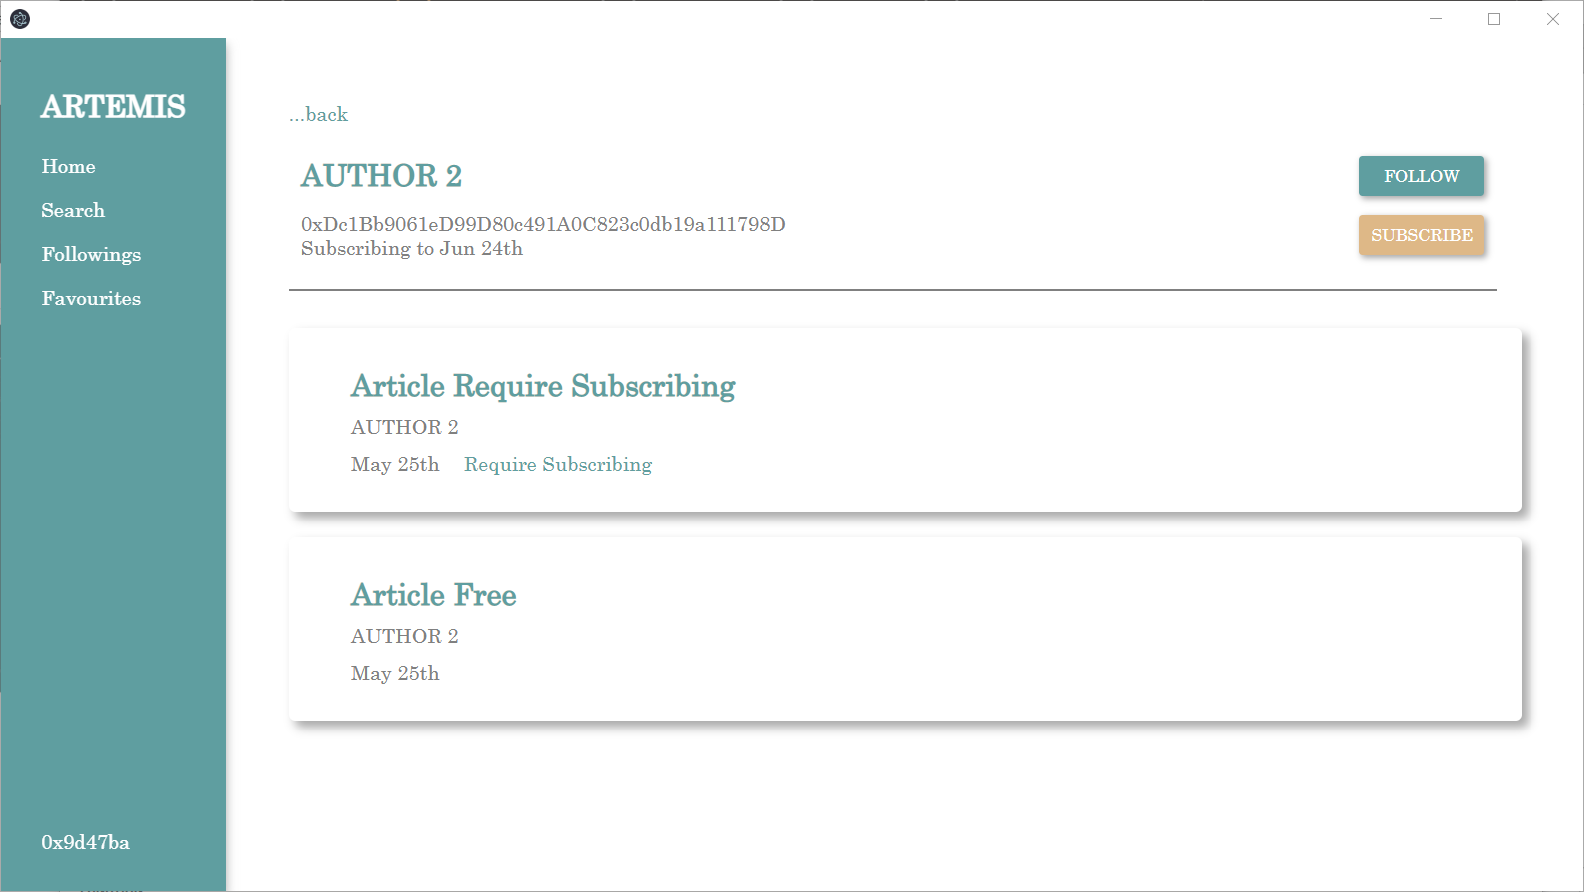 ARTEMIS
Home
Search
Followings
Favourites
0x9d47ba
...back
AUTHOR 2
0xDc1Bb9061eD99D80c491A0C823c0db19a111798D
Subscribing to Jun 24th
FOLLOW
SUBSCRIBE
Article Require Subscribing
AUTHOR 2
May 25th Require Subscribing
Article Free
AUTHOR 2
May 25th